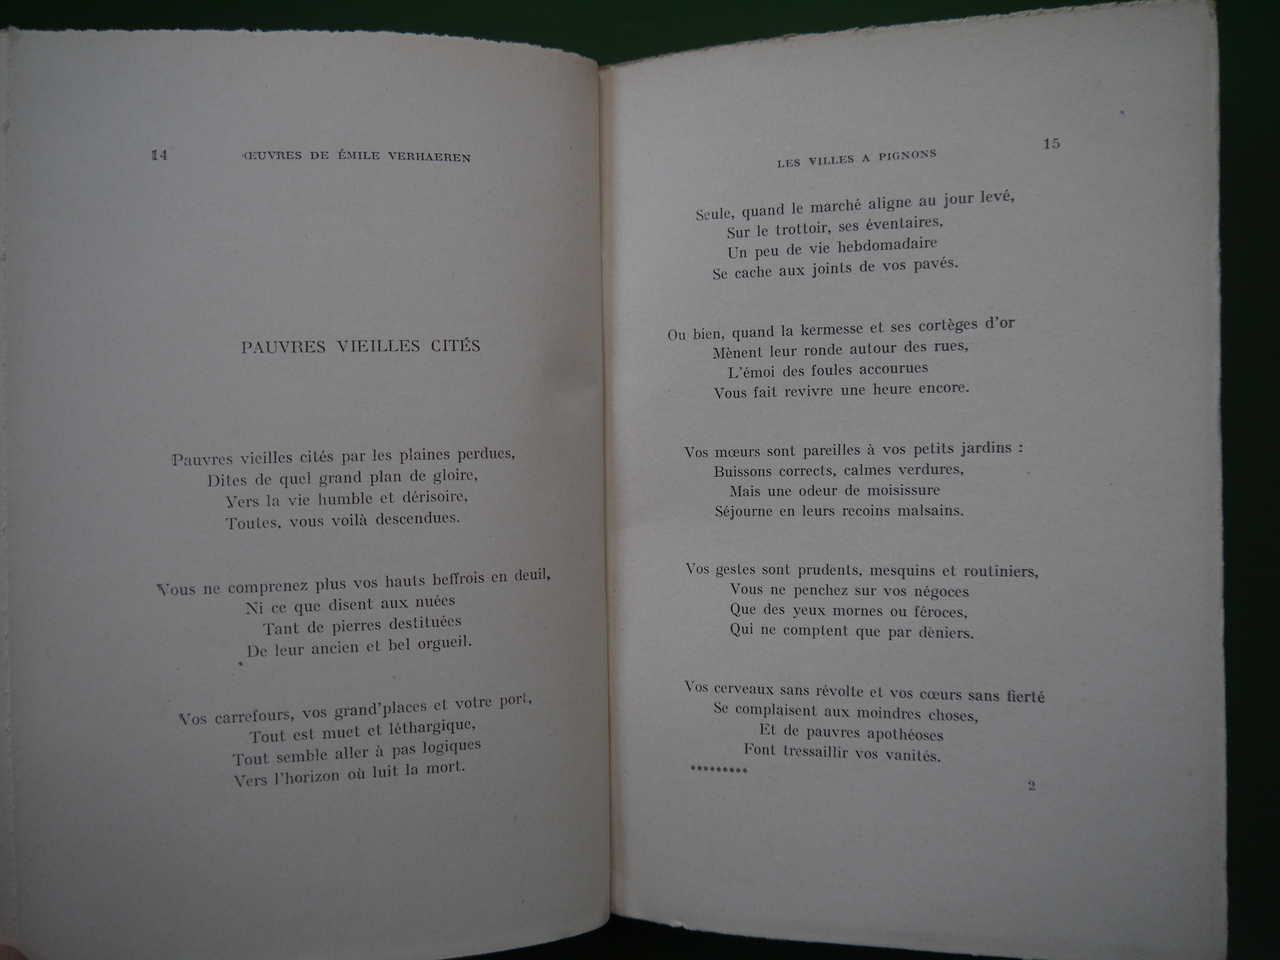 14
ŒUVRES DE ÉMILE VERHAEREN
PAUVRES VIEILLES CITÉS
Pauvres vieilles cités par les plaines perdues,
Dites de quel grand plan de gloire,
Vers la vie humble et dérisoire,
Toutes, vous voilà descendues.
Vous ne comprenez plus vos hauts beffrois en deuil,
Ni ce que disent aux nuées
Tant de pierres destituées
De leur ancien et bel orgueil.
Vos carrefours, vos grand'places et votre port,
Tout est muet et léthargique,
Tout semble aller à pas logiques
Vers l'horizon où luit la mort.
LES VILLES A PIGNONS
15
Seule, quand le marché aligne au jour levé,
Sur le trottoir, ses éventaires,
Un peu de vie hebdomadaire
Se cache aux joints de vos pavés.
Ou bien, quand la kermesse et ses cortèges d'or
Mènent leur ronde autour des rues,
L'émoi des foules accourues
Vous fait revivre une heure encore.
Vos mœurs sont pareilles à vos petits jardins :
Buissons corrects, calmes verdures,
Mais une odeur de moisissure
Séjourne en leurs recoins malsains.
Vos gestes sont prudents, mesquins et routiniers,
Vous ne penchez sur vos négoces
Que des yeux mornes ou féroces,
Qui ne comptent que par deniers.
Vos cerveaux sans révolte et vos cœurs sans fierté
Se complaisent aux moindres choses,
Et de pauvres apothéoses
Font tressaillir vos vanités.
*********
2